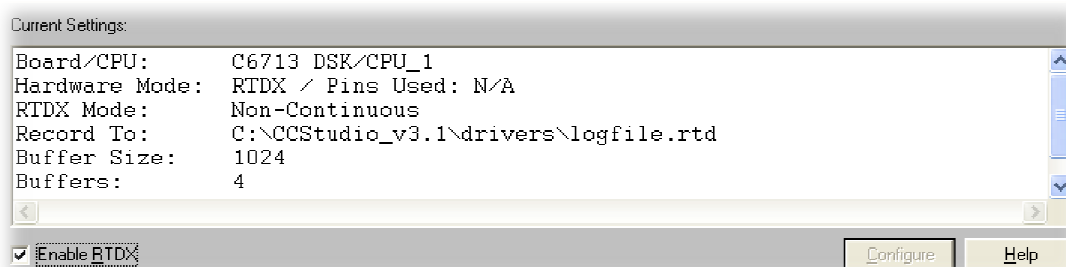 Current Settings:
Board/CPU: C6713 DSK/CPU_1
Hardware Mode: RTDX / Pins Used: N/A
RTDX Mode: Non-Continuous
Record To: C:\CCStudio_v3.1\drivers\logfile.rtd
Buffer Size: 1024
Buffers: 4
Enable RTDX Configure Help